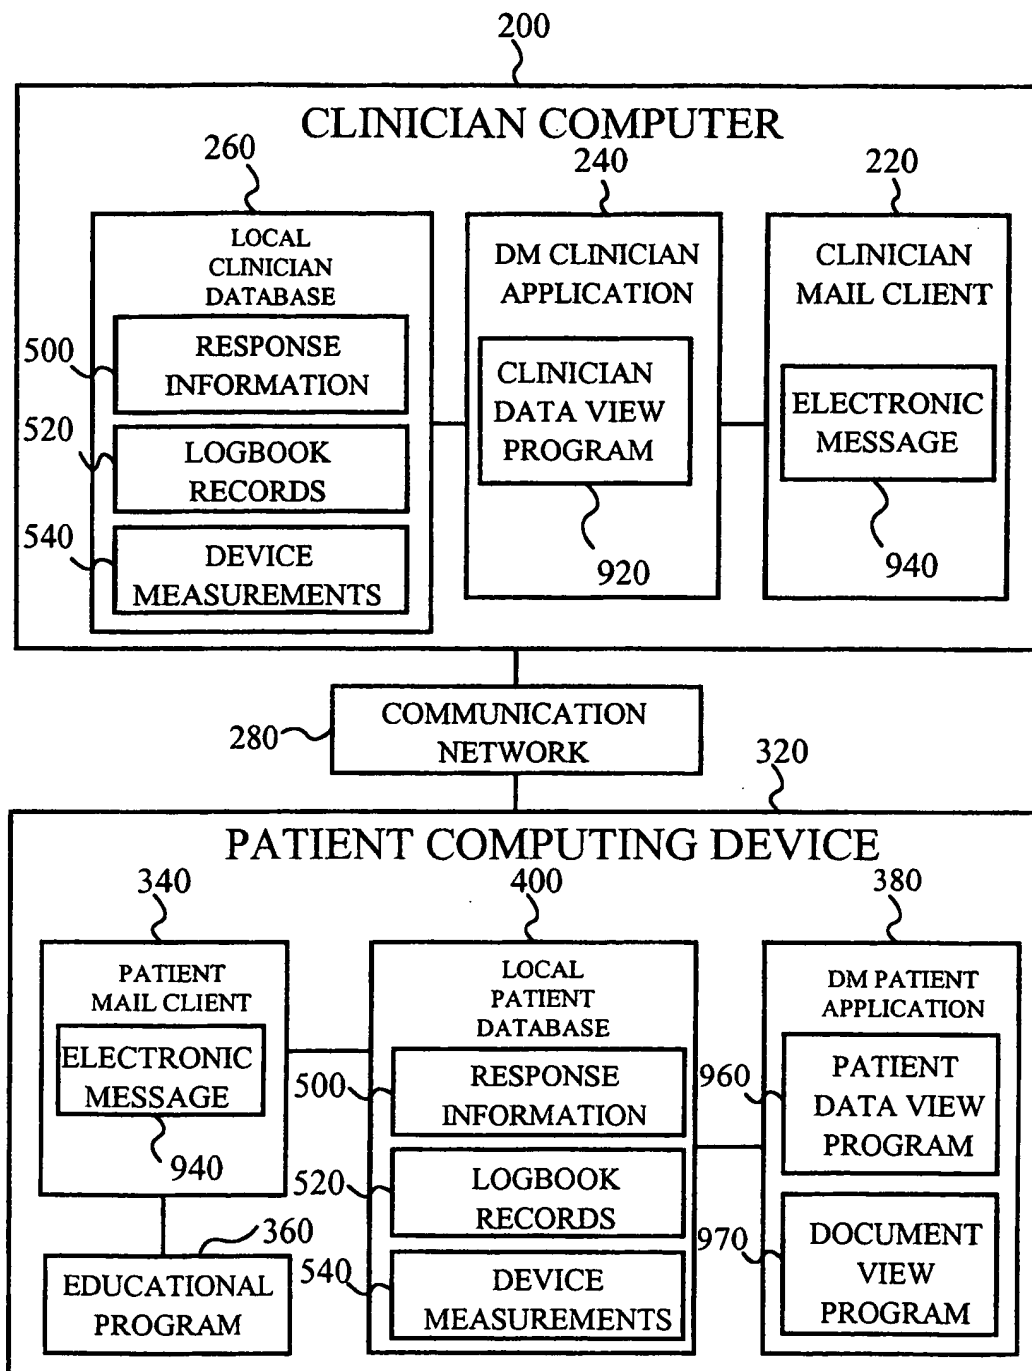 200
CLINICIAN COMPUTER
260
240
220
LOCAL
CLINICIAN
DATABASE
500
RESPONSE
INFORMATION
520
LOGBOOK
RECORDS
540
DEVICE
MEASUREMENTS
DM CLINICIAN
APPLICATION
CLINICIAN
DATA VIEW
PROGRAM
920
CLINICIAN
MAIL CLIENT
ELECTRONIC
MESSAGE
940
280
COMMUNICATION
NETWORK
320
PATIENT COMPUTING DEVICE
340
400
380
PATIENT
MAIL CLIENT
ELECTRONIC
MESSAGE
940
360
EDUCATIONAL
PROGRAM
LOCAL
PATIENT
DATABASE
500
RESPONSE
INFORMATION
520
LOGBOOK
RECORDS
540
DEVICE
MEASUREMENTS
DM PATIENT
APPLICATION
960
PATIENT
DATA VIEW
PROGRAM
970
DOCUMENT
VIEW
PROGRAM